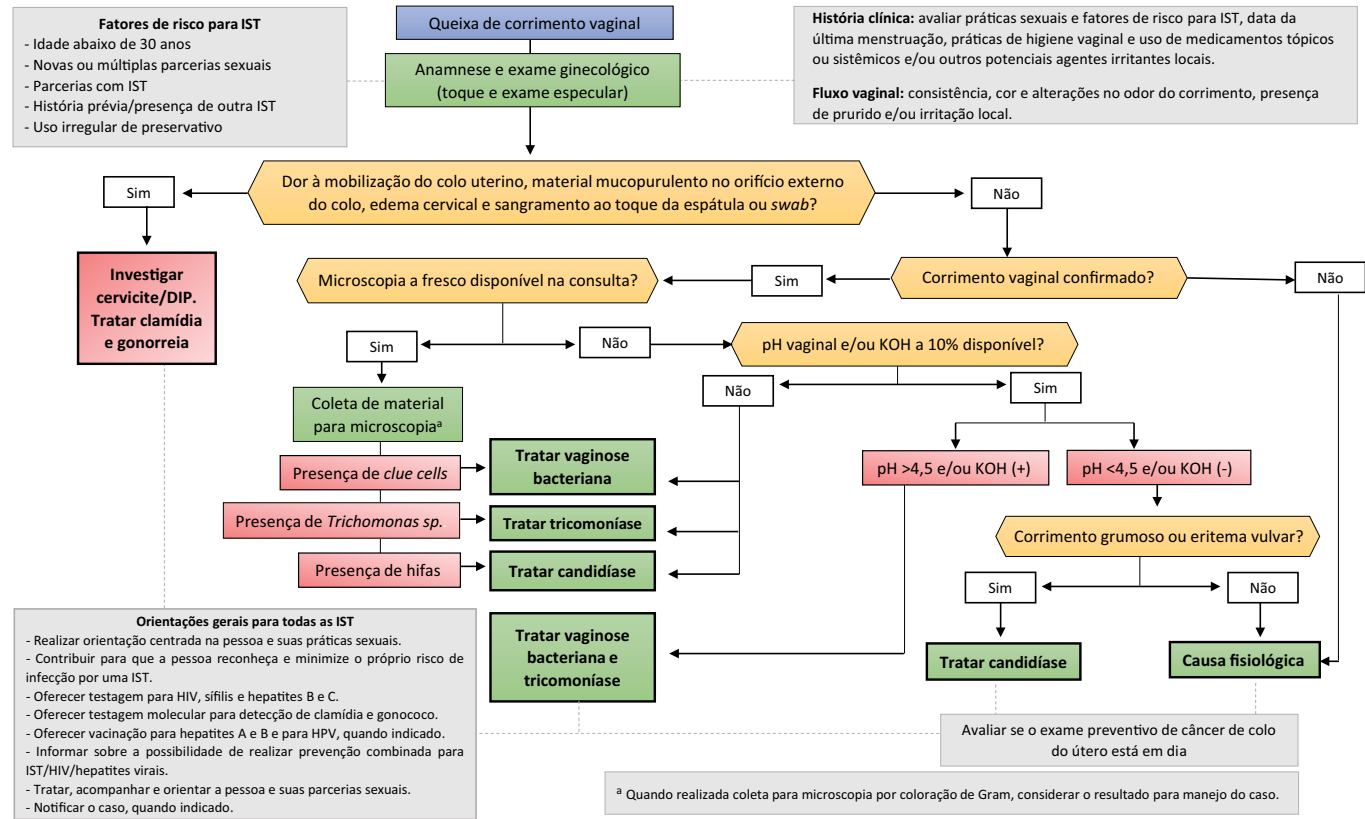 Fatores de risco para IST
- Idade abaixo de 30 anos
- Novas ou múltiplas parcerias sexuais
- Parcerias com IST
- História prévia/presença de outra IST
- Uso irregular de preservativo
Queixa de corrimento vaginal
Anamnese e exame ginecológico
(toque e exame especular)
História clínica: avaliar práticas sexuais e fatores de risco para IST, data da
última menstruação, práticas de higiene vaginal e uso de medicamentos tópicos
ou sistêmicos e/ou outros potenciais agentes irritantes locais.
Fluxo vaginal: consistência, cor e alterações no odor do corrimento, presença
de prurido e/ou irritação local.
Sim
Dor à mobilização do colo uterino, material mucopurulento no orifício externo
do colo, edema cervical e sangramento ao toque da espátula ou swab?
Não
Investigar
cervicite/DIP.
Tratar clamídia
e gonorreia
Microscopia a fresco disponível na consulta?
Sim
Corrimento vaginal confirmado?
Não
Sim
Não
pH vaginal e/ou KOH a 10% disponível?
Não
Sim
Coleta de material
para microscopiaª
Presença de clue cells
Tratar vaginose
bacteriana
pH >4,5 e/ou KOH (+)
pH <4,5 e/ou KOH (-)
Presença de Trichomonas sp.
Tratar tricomoníase
Corrimento grumoso ou eritema vulvar?
Presença de hifas
Tratar candidíase
Sim
Não
Tratar vaginose
bacteriana e
tricomoníase
Tratar candidíase
Causa fisiológica
Orientações gerais para todas as IST
- Realizar orientação centrada na pessoa e suas práticas sexuais.
- Contribuir para que a pessoa reconheça e minimize o próprio risco de
infecção por uma IST.
- Oferecer testagem para HIV, sífilis e hepatites B e C.
- Oferecer testagem molecular para detecção de clamídia e gonococo.
- Oferecer vacinação para hepatites A e B e para HPV, quando indicado.
- Informar sobre a possibilidade de realizar prevenção combinada para
IST/HIV/hepatites virais.
- Tratar, acompanhar e orientar a pessoa e suas parcerias sexuais.
- Notificar o caso, quando indicado.
Avaliar se o exame preventivo de câncer de colo
do útero está em dia
ª Quando realizada coleta para microscopia por coloração de Gram, considerar o resultado para manejo do caso.